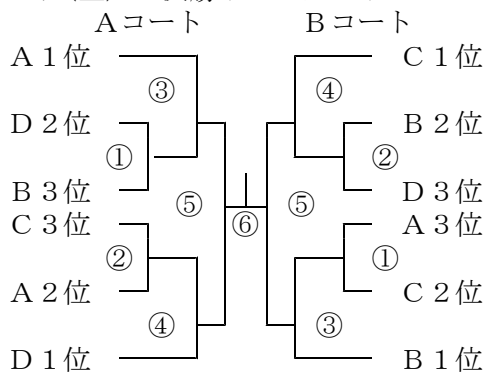 Aコート Bコート
A1位 C1位
③ ④
D2位 B2位
① ②
B3位 D3位
⑤ ⑥ ⑤
C3位 A3位
② ①
A2位 C2位
④ ③
D1位 B1位